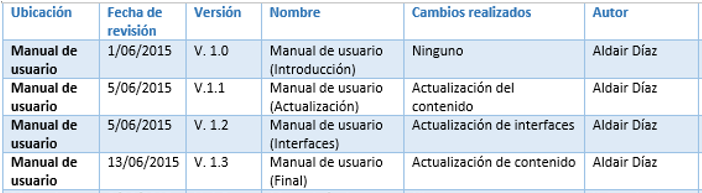 Ubicación Fecha de revisión Versión Nombre Cambios realizados Autor
Manual de usuario 1/06/2015 V. 1.0 Manual de usuario (Introducción) Ninguno Aldair Díaz
Manual de usuario 5/06/2015 V.1.1 Manual de usuario (Actualización) Actualización del contenido Aldair Díaz
Manual de usuario 5/06/2015 V. 1.2 Manual de usuario (Interfaces) Actualización de interfaces Aldair Díaz
Manual de usuario 13/06/2015 V. 1.3 Manual de usuario (Final) Actualización de contenido Aldair Díaz